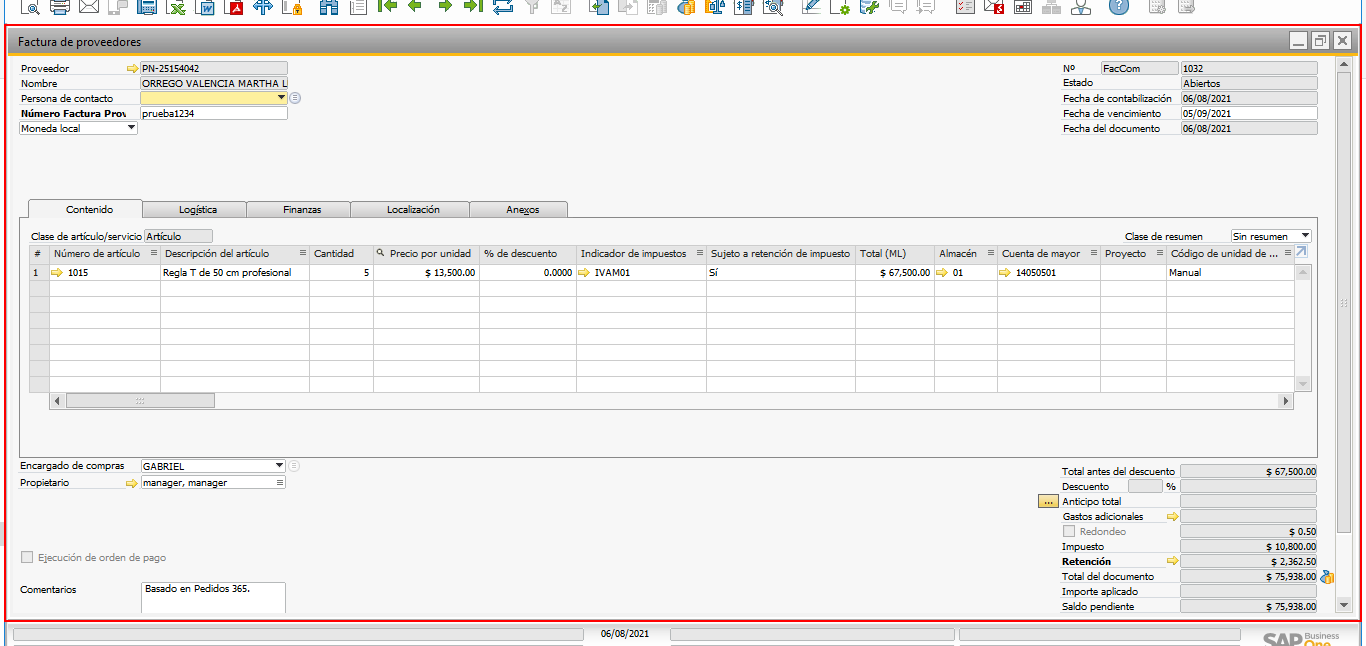 Factura de proveedores
Proveedor PN-25154042
Nombre ORREGO VALENCIA MARTHA L
Persona de contacto
Número Factura Prov prueba1234
Moneda local
Nº FacCom 1032
Estado Abiertos
Fecha de contabilización 06/08/2021
Fecha de vencimiento 05/09/2021
Fecha del documento 06/08/2021
Contenido Logística Finanzas Localización Anexos
Clase de artículo/servicio Artículo
Clase de resumen Sin resumen
# Número de artículo Descripción del artículo Cantidad Precio por unidad % de descuento Indicador de impuestos Sujeto a retención de impuesto Total (ML) Almacén Cuenta de mayor Proyecto Código de unidad de ...
1 1015 Regla T de 50 cm profesional 5 $ 13,500.00 0.0000 IVAM01 Sí $ 67,500.00 01 14050501 Manual
Encargado de compras GABRIEL
Propietario manager, manager
Ejecución de orden de pago
Comentarios Basado en Pedidos 365.
Total antes del descuento $ 67,500.00
Descuento %
... Anticipo total
Gastos adicionales
Redondeo $ 0.50
Impuesto $ 10,800.00
Retención $ 2,362.50
Total del documento $ 75,938.00
Importe aplicado
Saldo pendiente $ 75,938.00
06/08/2021
SAP Business
One